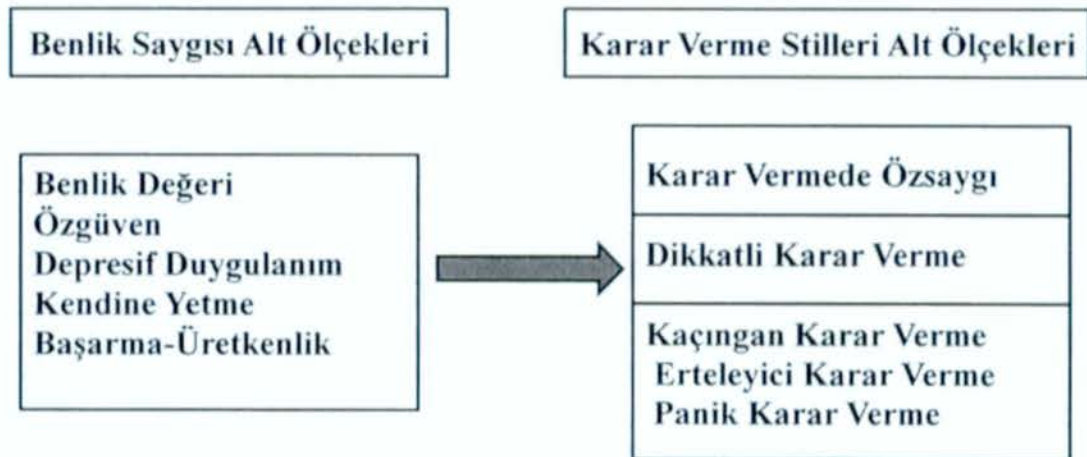 Benlik Saygısı Alt Ölçekleri
Karar Verme Stilleri Alt Ölçekleri
Benlik Değeri
Özgüven
Depresif Duygulanım
Kendine Yetme
Başarma-Üretkenlik
Karar Vermede Özsaygı
Dikkatli Karar Verme
Kaçıngan Karar Verme
Erteleyici Karar Verme
Panik Karar Verme